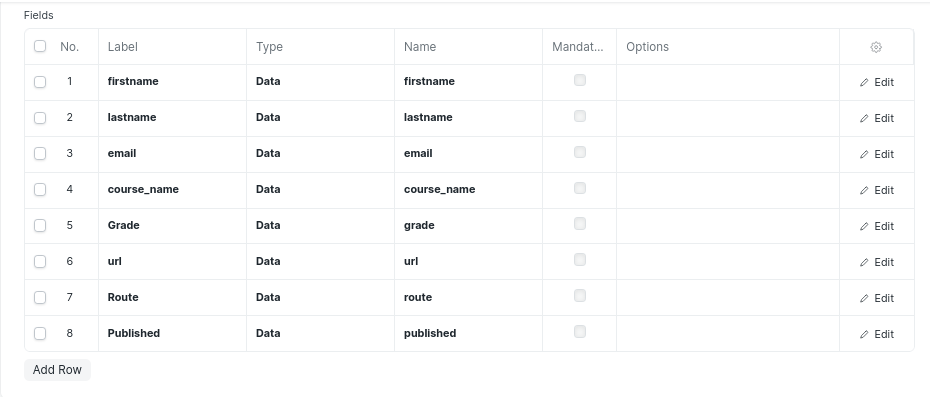 Fields
No. Label Type Name Mandat... Options
1 firstname Data firstname Edit
2 lastname Data lastname Edit
3 email Data email Edit
4 course_name Data course_name Edit
5 Grade Data grade Edit
6 url Data url Edit
7 Route Data route Edit
8 Published Data published Edit
Add Row